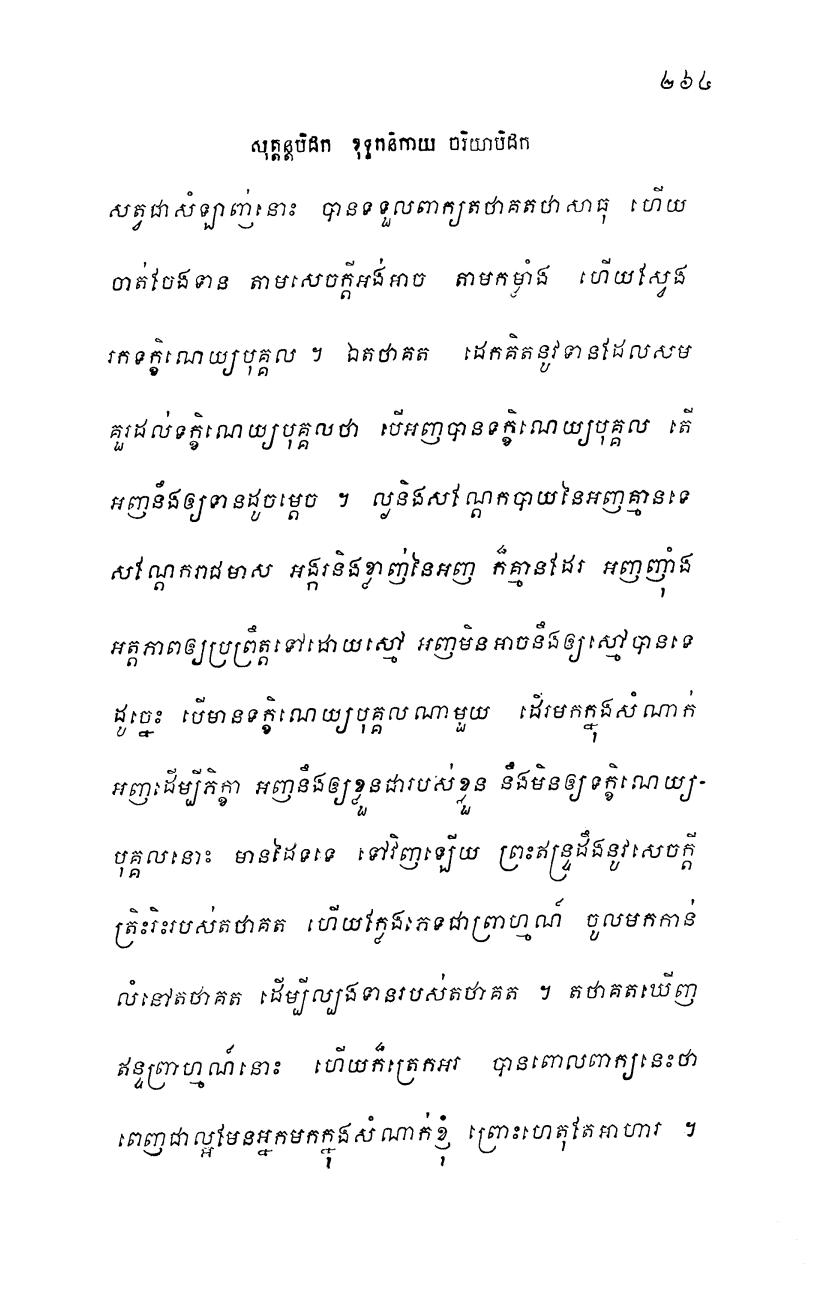 ២៦៤
សុត្តន្តបិដក ខុទ្ទកនិកាយ ចរិយាបិដក
សត្វជាសំឡាញ់នោះ បានទទួលពាក្យតថាគតថាសាធុ ហើយ
ចាត់ចែងទាន តាមសេចក្តីអង់អាច តាមកម្លាំង ហើយស្វែង
រកទក្ខិណេយ្យបុគ្គល ។ ឯតថាគត ដេកគិតនូវទានដែលសម
គួរដល់ទក្ខិណេយ្យបុគ្គលថា បើអញបានទក្ខិណេយ្យបុគ្គល តើ
អញនឹងឲ្យទានដូចម្តេច ។ ល្ងនិងសណ្តែកបាយនៃអញគ្មានទេ
សណ្តែករាជមាស អង្ករនិងខ្លាញ់នៃអញ ក៏គ្មានដែរ អញញ៉ាំង
អត្តភាពឲ្យប្រព្រឹត្តទៅដោយស្មៅ អញមិនអាចនឹងឲ្យស្មៅបានទេ
ដូច្នេះ បើមានទក្ខិណេយ្យបុគ្គលណាមួយ ដើរមកក្នុងសំណាក់
អញដើម្បីភិក្ខា អញនឹងឲ្យខ្លួនជារបស់ខ្លួន នឹងមិនឲ្យទក្ខិណេយ្យ-
បុគ្គលនោះ មានដៃទទេ ទៅវិញឡើយ ព្រះឥន្ទ្រដឹងនូវសេចក្តី
ត្រិះរិះរបស់តថាគត ហើយក្លែងភេទជាព្រាហ្មណ៍ ចូលមកកាន់
លំនៅតថាគត ដើម្បីល្បងទានរបស់តថាគត ។ តថាគតឃើញ
ឥន្ទព្រាហ្មណ៍នោះ ហើយក៏ត្រេកអរ បានពោលពាក្យនេះថា
ពេញជាល្អមែនអ្នកមកក្នុងសំណាក់ខ្ញុំ ព្រោះហេតុតែអាហារ ។